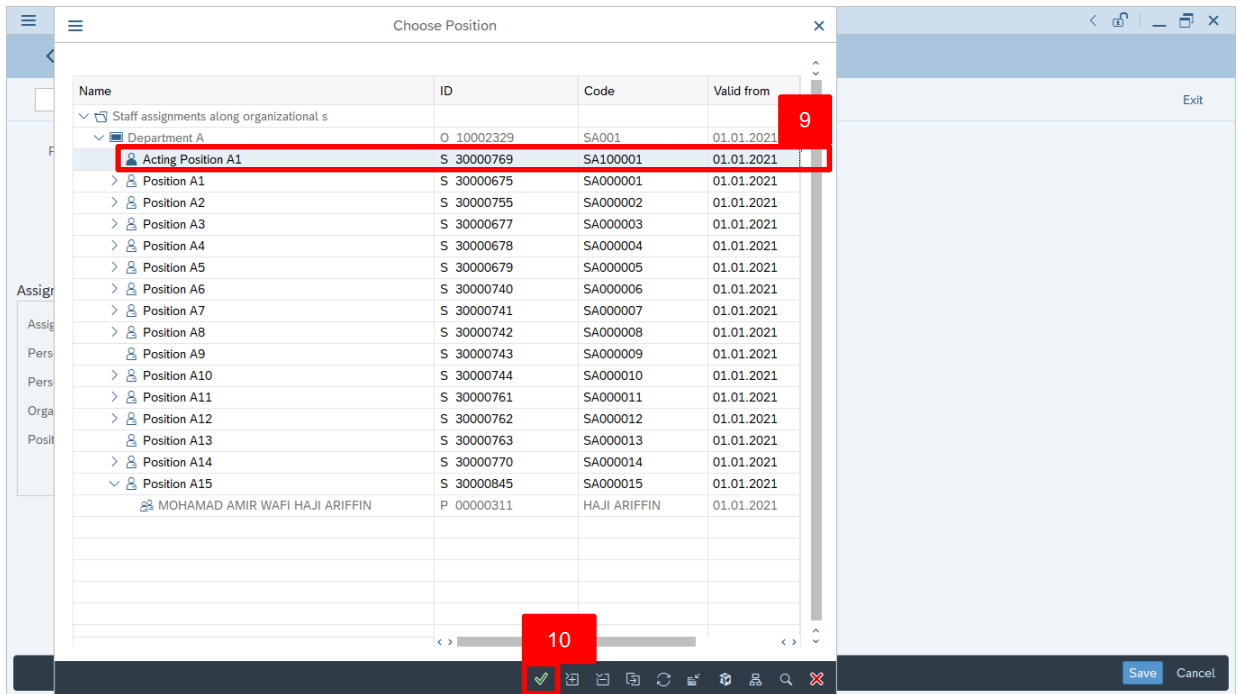 Choose Position
Name ID Code Valid from
Exit
9
Staff assignments along organizational s
Department A O 10002329 SA001 01.01.2021
Acting Position A1 S 30000769 SA100001 01.01.2021
Position A1 S 30000675 SA000001 01.01.2021
Position A2 S 30000755 SA000002 01.01.2021
Position A3 S 30000677 SA000003 01.01.2021
Position A4 S 30000678 SA000004 01.01.2021
Position A5 S 30000679 SA000005 01.01.2021
Assign
Position A6 S 30000740 SA000006 01.01.2021
Position A7 S 30000741 SA000007 01.01.2021
Assig
Position A8 S 30000742 SA000008 01.01.2021
Pers
Position A9 S 30000743 SA000009 01.01.2021
Pers
Position A10 S 30000744 SA000010 01.01.2021
Position A11 S 30000761 SA000011 01.01.2021
Orga
Position A12 S 30000762 SA000012 01.01.2021
Posit
Position A13 S 30000763 SA000013 01.01.2021
Position A14 S 30000770 SA000014 01.01.2021
Position A15 S 30000845 SA000015 01.01.2021
MOHAMAD AMIR WAFI HAJI ARIFFIN P 00000311 HAJI ARIFFIN 01.01.2021
10
Save Cancel